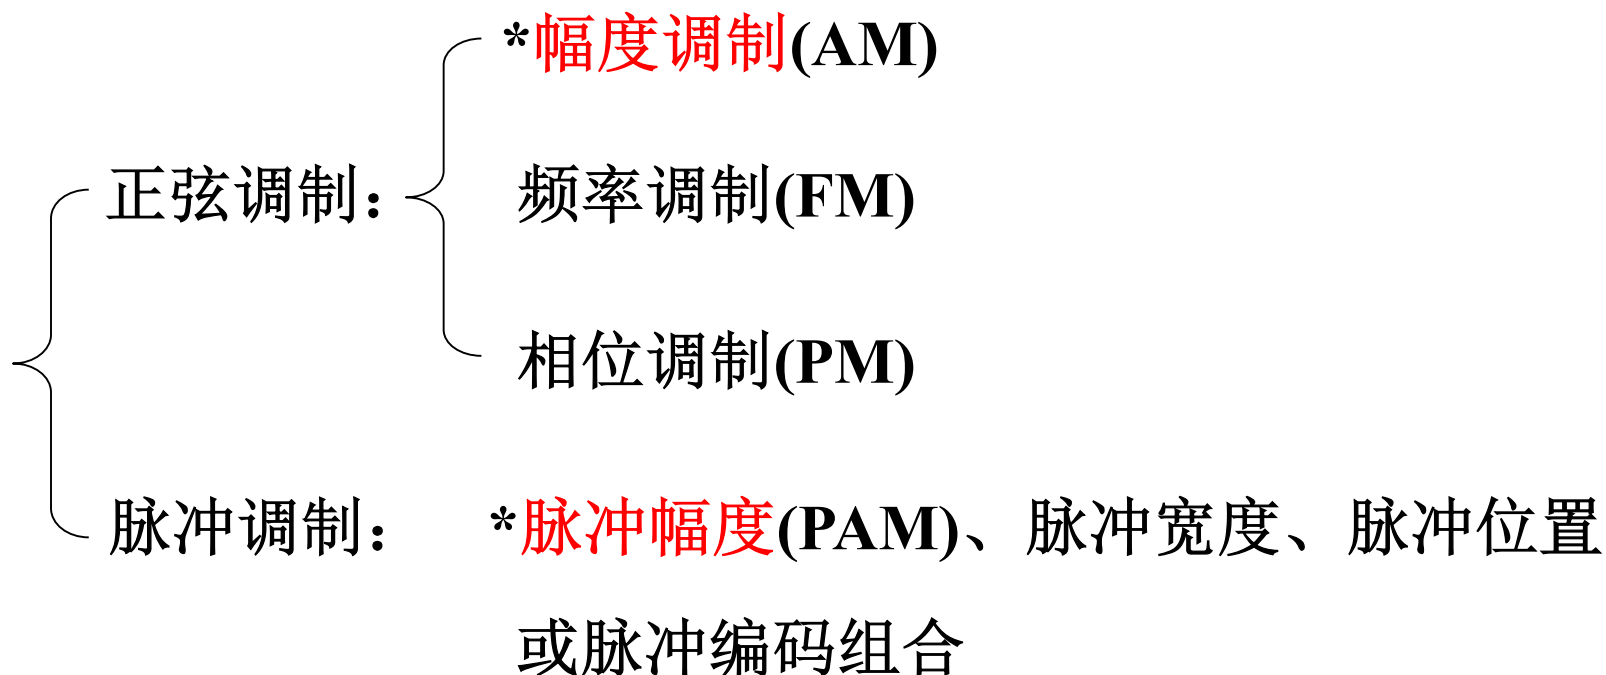 *幅度调制(AM)
正弦调制：
频率调制(FM)
相位调制(PM)
脉冲调制： *脉冲幅度(PAM)、脉冲宽度、脉冲位置
或脉冲编码组合